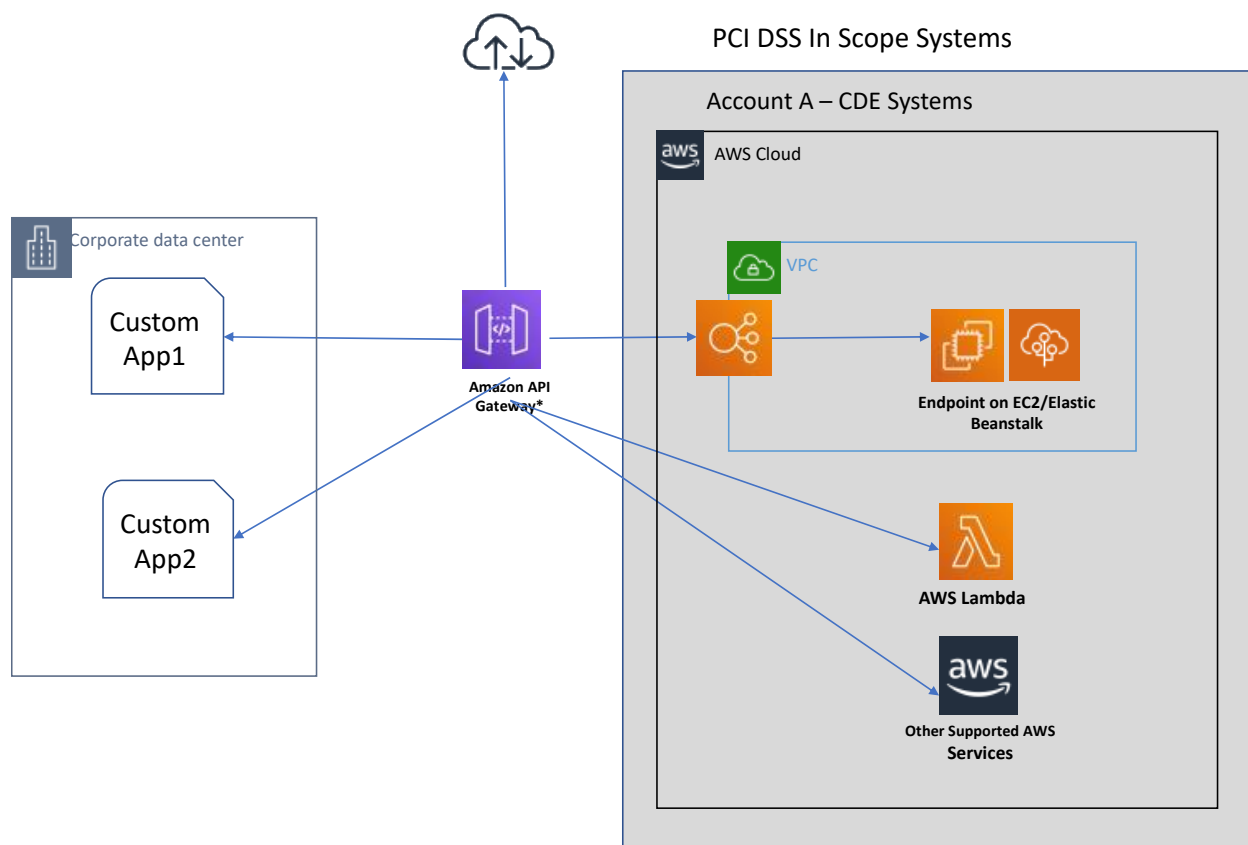 PCI DSS In Scope Systems
Account A – CDE Systems
aws
AWS Cloud
Corporate data center
VPC
Custom
App1
</>
Amazon API
Gateway*
Endpoint on EC2/Elastic
Beanstalk
Custom
App2
AWS Lambda
aws
Other Supported AWS
Services